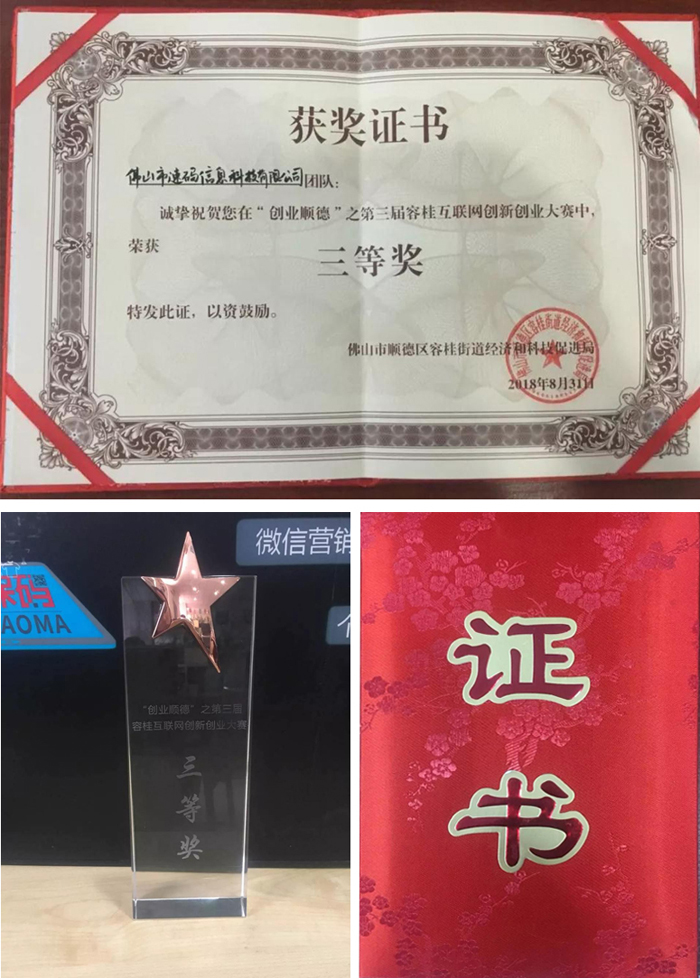 获奖证书
佛山市速码信息科技有限公司团队：
诚挚祝贺您在“创业顺德”之第三届容桂互联网创新创业大赛中，
荣获
三等奖
特发此证，以资鼓励。
佛山市顺德区容桂街道经济和科技促进局
2018年8月31日
微信营销
码
AOMA
“创业顺德”之第三届
容桂互联网创新创业大赛
三
等
奖
证
书